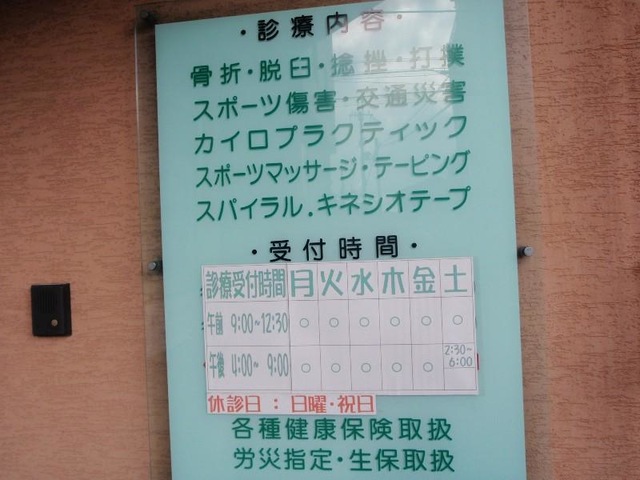 ・診療内容・
骨折・脱臼・捻挫・打撲
スポーツ傷害・交通災害
カイロプラクティック
スポーツマッサージ・テーピング
スパイラル.キネシオテープ
・受付時間・
診療受付時間 月 火 水 木 金 土
午前 9:00~12:30 ○ ○ ○ ○ ○ ○
午後 4:00~ 9:00 ○ ○ ○ ○ ○ 2:30~6:00
休診日 : 日曜・祝日
各種健康保険取扱
労災指定・生保取扱